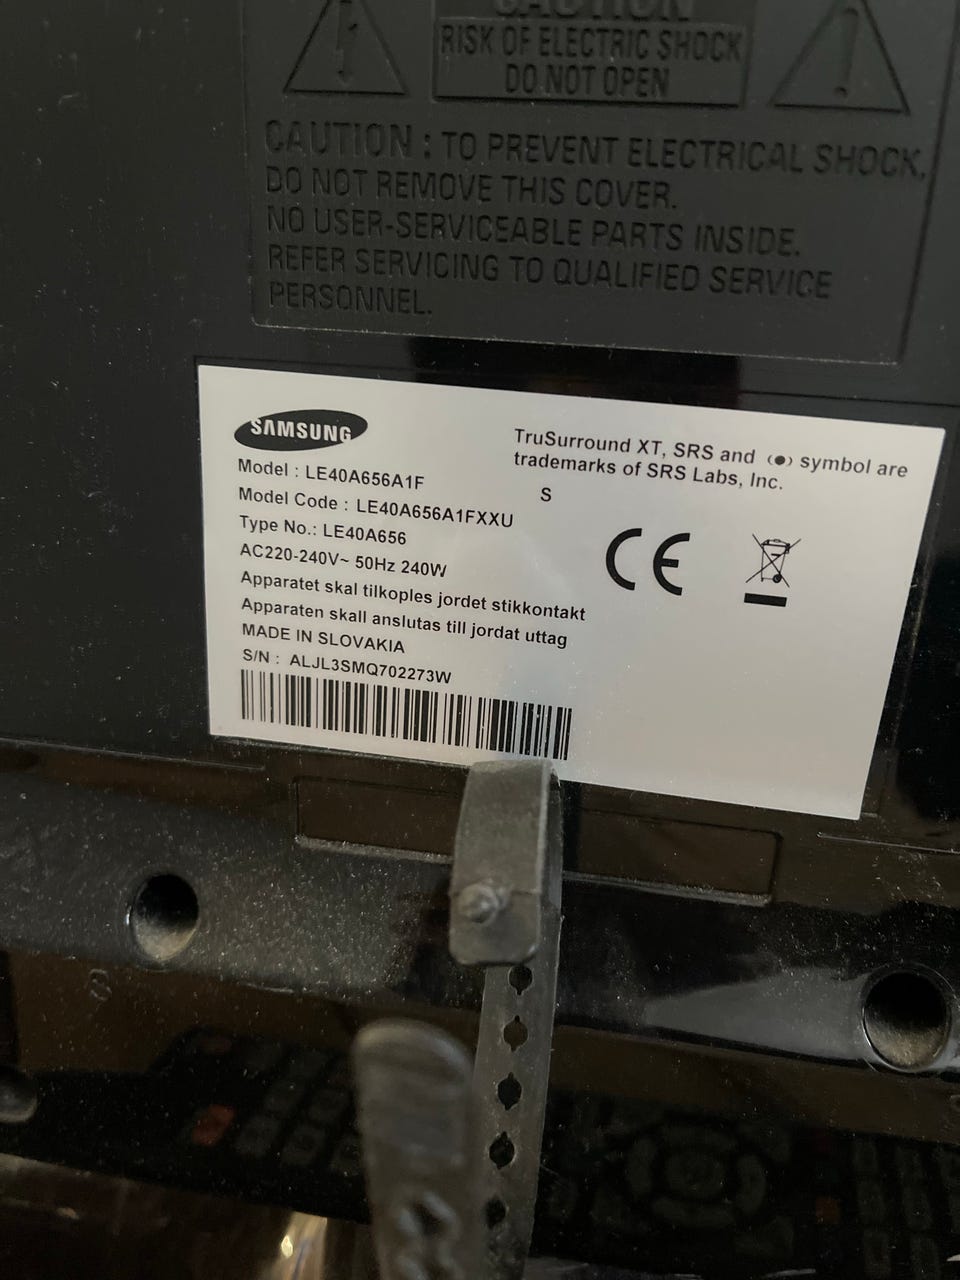 CAUTION
RISK OF ELECTRIC SHOCK
DO NOT OPEN
CAUTION : TO PREVENT ELECTRICAL SHOCK,
DO NOT REMOVE THIS COVER.
NO USER-SERVICEABLE PARTS INSIDE.
REFER SERVICING TO QUALIFIED SERVICE
PERSONNEL.
SAMSUNG
Model : LE40A656A1F
Model Code : LE40A656A1FXXU
Type No.: LE40A656
AC220-240V~ 50Hz 240W
Apparatet skal tilkoples jordet stikkontakt
Apparaten skall anslutas till jordat uttag
MADE IN SLOVAKIA
S/N : ALJL3SMQ702273W
TruSurround XT, SRS and (●) symbol are
trademarks of SRS Labs, Inc.
S
CE